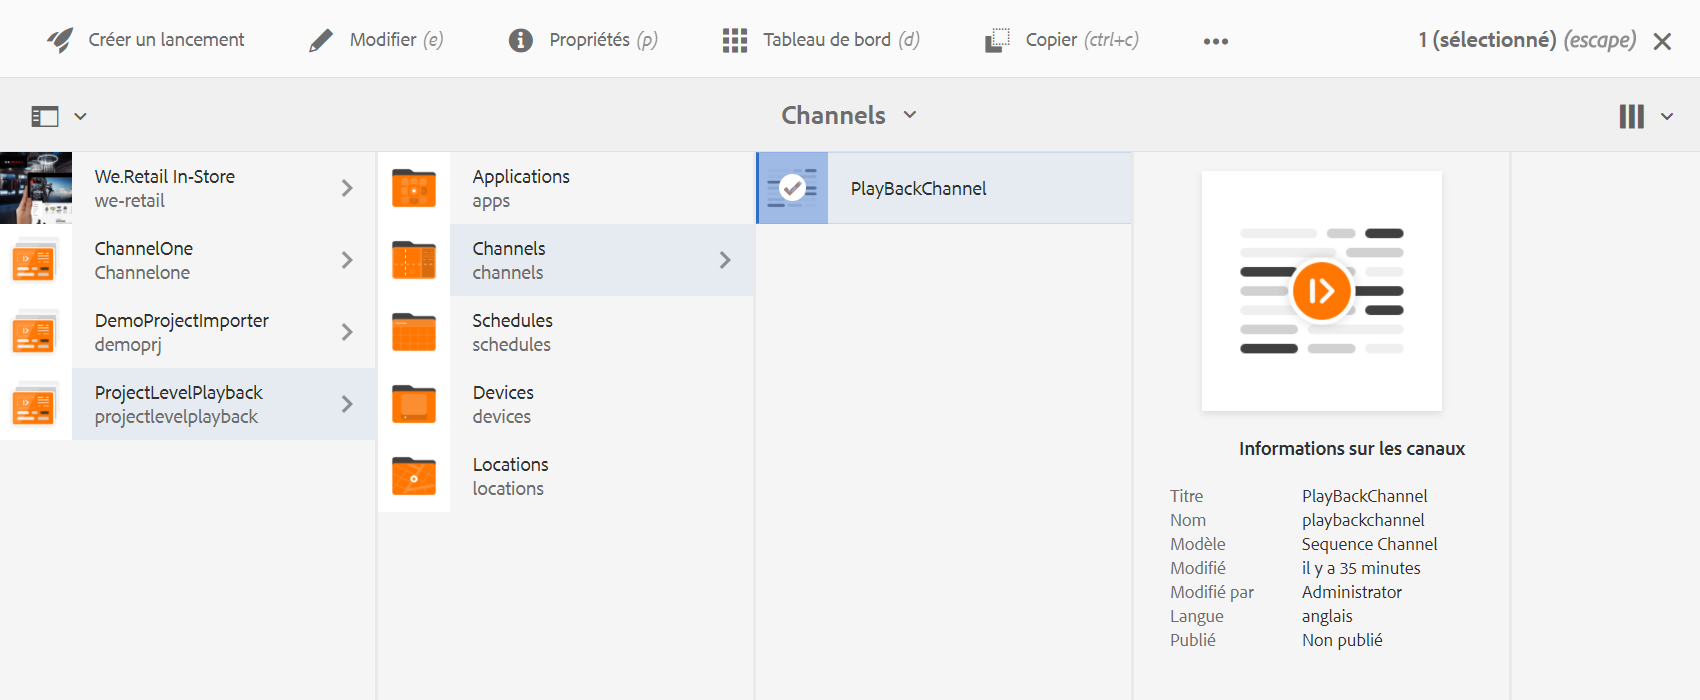 Créer un lancement
Modifier (e)
Propriétés (p)
Tableau de bord (d)
Copier (ctrl+c)
1 (sélectionné) (escape)
Channels
We.Retail In-Store
we-retail
ChannelOne
Channelone
DemoProjectImporter
demoprj
ProjectLevelPlayback
projectlevelplayback
Applications
apps
Channels
channels
Schedules
schedules
Devices
devices
Locations
locations
PlayBackChannel
Informations sur les canaux
Titre PlayBackChannel
Nom playbackchannel
Modèle Sequence Channel
Modifié il y a 35 minutes
Modifié par Administrator
Langue anglais
Publié Non publié